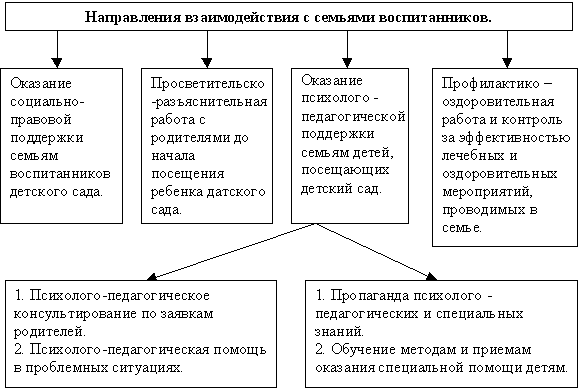 Направления взаимодействия с семьями воспитанников.
Оказание
социально-
правовой
поддержки
семьям
воспитанников
детского сада.
Просветительско
-разъяснительная
работа с
родителями до
начала
посещения
ребенка датского
сада.
Оказание
психолого -
педагогической
поддержки
семьям детей,
посещающих
детский сад.
Профилактико –
оздоровительная
работа и контроль
за эффективностью
лечебных и
оздоровительных
мероприятий,
проводимых в
семье.
1. Психолого-педагогическое
консультирование по заявкам
родителей.
2. Психолого-педагогическая помощь
в проблемных ситуациях.
1. Пропаганда психолого -
педагогических и специальных
знаний.
2. Обучение методам и приемам
оказания специальной помощи детям.